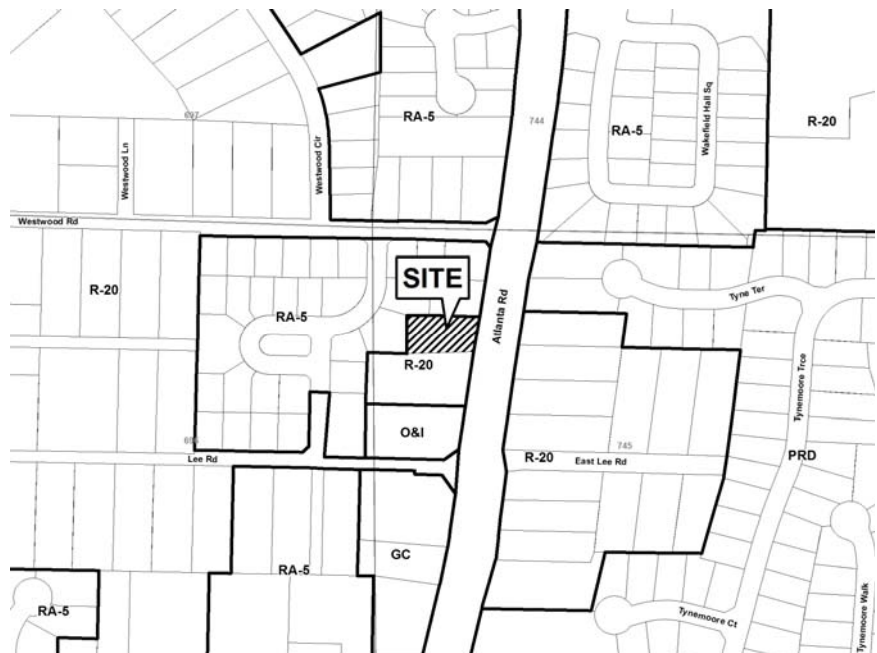 697
RA-5
744
RA-5
Wakefield Hall Sq
R-20
Westwood Ln
Westwood Cir
Westwood Rd
R-20
SITE
Tyne Ter
RA-5
Atlanta Rd
R-20
Tynemoore Trce
O&I
745
R-20
East Lee Rd
PRD
Lee Rd
GC
RA-5
RA-5
Tynemoore Ct
Tynemoore Walk